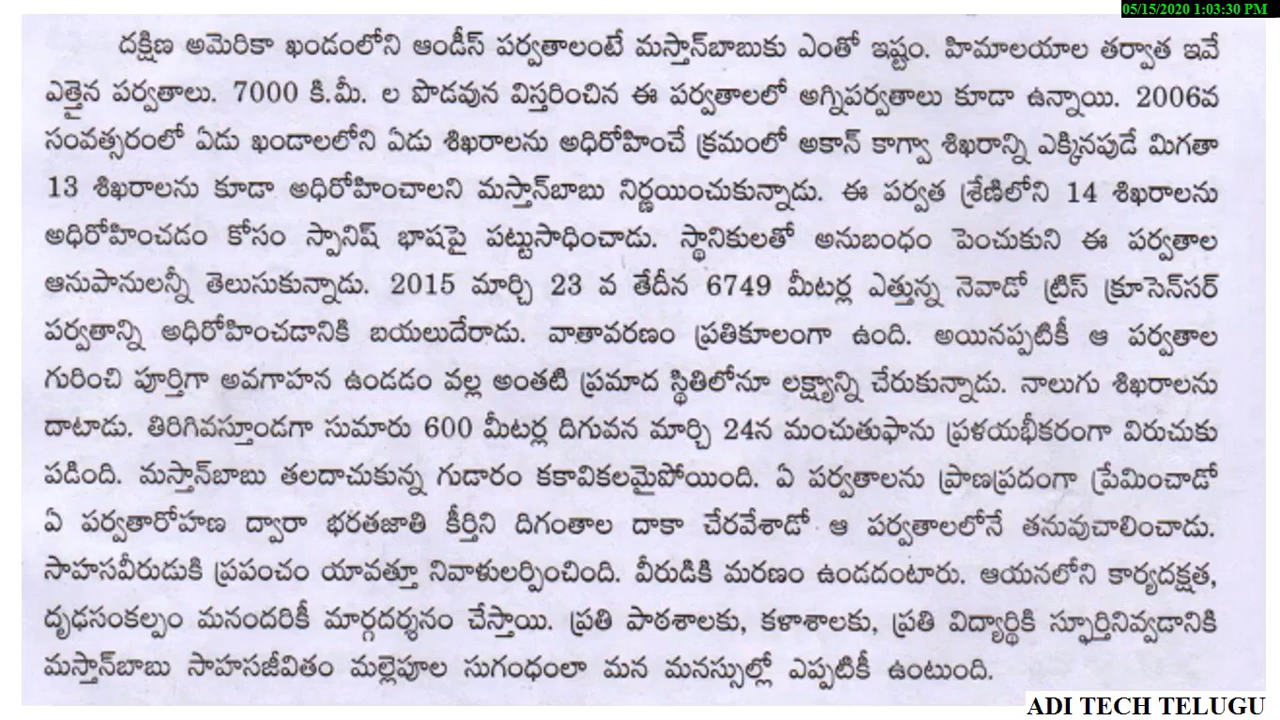 05/15/2020 1:03:30 PM
దక్షిణ అమెరికా ఖండంలోని ఆండీస్ పర్వతాలంటే మస్తాన్‌బాబుకు ఎంతో ఇష్టం. హిమాలయాల తర్వాత ఇవే
ఎత్తైన పర్వతాలు. 7000 కి.మీ. ల పొడవున విస్తరించిన ఈ పర్వతాలలో అగ్నిపర్వతాలు కూడా ఉన్నాయి. 2006వ
సంవత్సరంలో ఏడు ఖండాలలోని ఏడు శిఖరాలను అధిరోహించే క్రమంలో అకాన్ కాగ్వా శిఖరాన్ని ఎక్కినపుడే మిగతా
13 శిఖరాలను కూడా అధిరోహించాలని మస్తాన్‌బాబు నిర్ణయించుకున్నాడు. ఈ పర్వత శ్రేణిలోని 14 శిఖరాలను
అధిరోహించడం కోసం స్పానిష్ భాషపై పట్టుసాధించాడు. స్థానికులతో అనుబంధం పెంచుకుని ఈ పర్వతాల
ఆనుపానులన్నీ తెలుసుకున్నాడు. 2015 మార్చి 23 వ తేదీన 6749 మీటర్ల ఎత్తున్న నెవాడో ట్రిస్ క్రూసెన్‌సర్
పర్వతాన్ని అధిరోహించడానికి బయలుదేరాడు. వాతావరణం ప్రతికూలంగా ఉంది. అయినప్పటికీ ఆ పర్వతాల
గురించి పూర్తిగా అవగాహన ఉండడం వల్ల అంతటి ప్రమాద స్థితిలోనూ లక్ష్యాన్ని చేరుకున్నాడు. నాలుగు శిఖరాలను
దాటాడు. తిరిగివస్తూండగా సుమారు 600 మీటర్ల దిగువన మార్చి 24న మంచుతుఫాను ప్రళయభీకరంగా విరుచుకు
పడింది. మస్తాన్‌బాబు తలదాచుకున్న గుడారం కకావికలమైపోయింది. ఏ పర్వతాలను ప్రాణప్రదంగా ప్రేమించాడో
ఏ పర్వతారోహణ ద్వారా భరతజాతి కీర్తిని దిగంతాల దాకా చేరవేశాడో ఆ పర్వతాలలోనే తనువుచాలించాడు.
సాహసవీరుడుకి ప్రపంచం యావత్తూ నివాళులర్పించింది. వీరుడికి మరణం ఉండదంటారు. ఆయనలోని కార్యదక్షత,
దృఢసంకల్పం మనందరికీ మార్గదర్శనం చేస్తాయి. ప్రతి పాఠశాలకు, కళాశాలకు, ప్రతి విద్యార్థికి స్ఫూర్తినివ్వడానికి
మస్తాన్‌బాబు సాహసజీవితం మల్లెపూల సుగంధంలా మన మనస్సుల్లో ఎప్పటికీ ఉంటుంది.
ADI TECH TELUGU